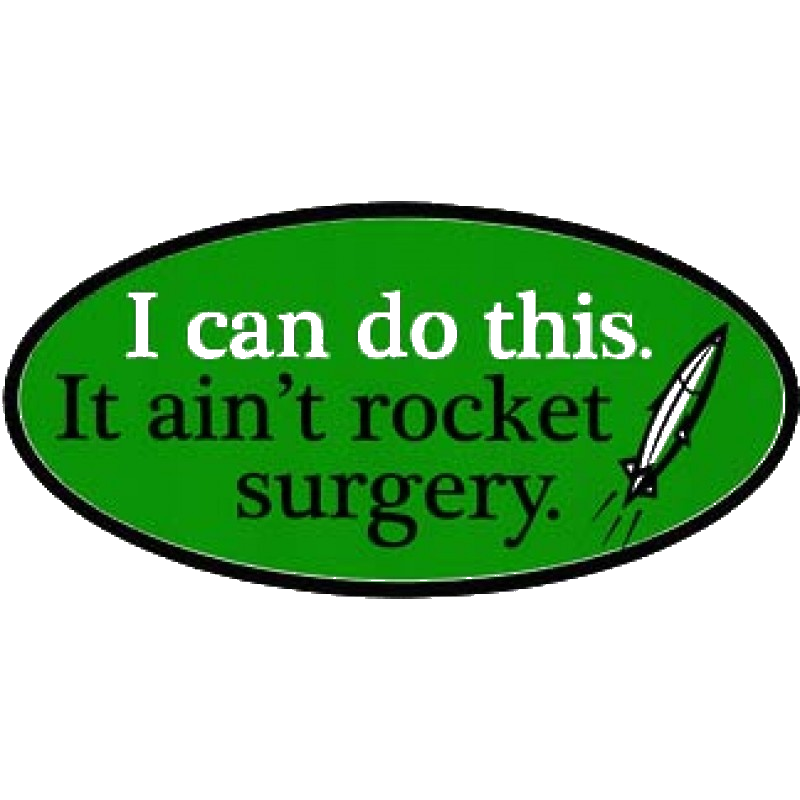 I can do this.
It ain't rocket
surgery.